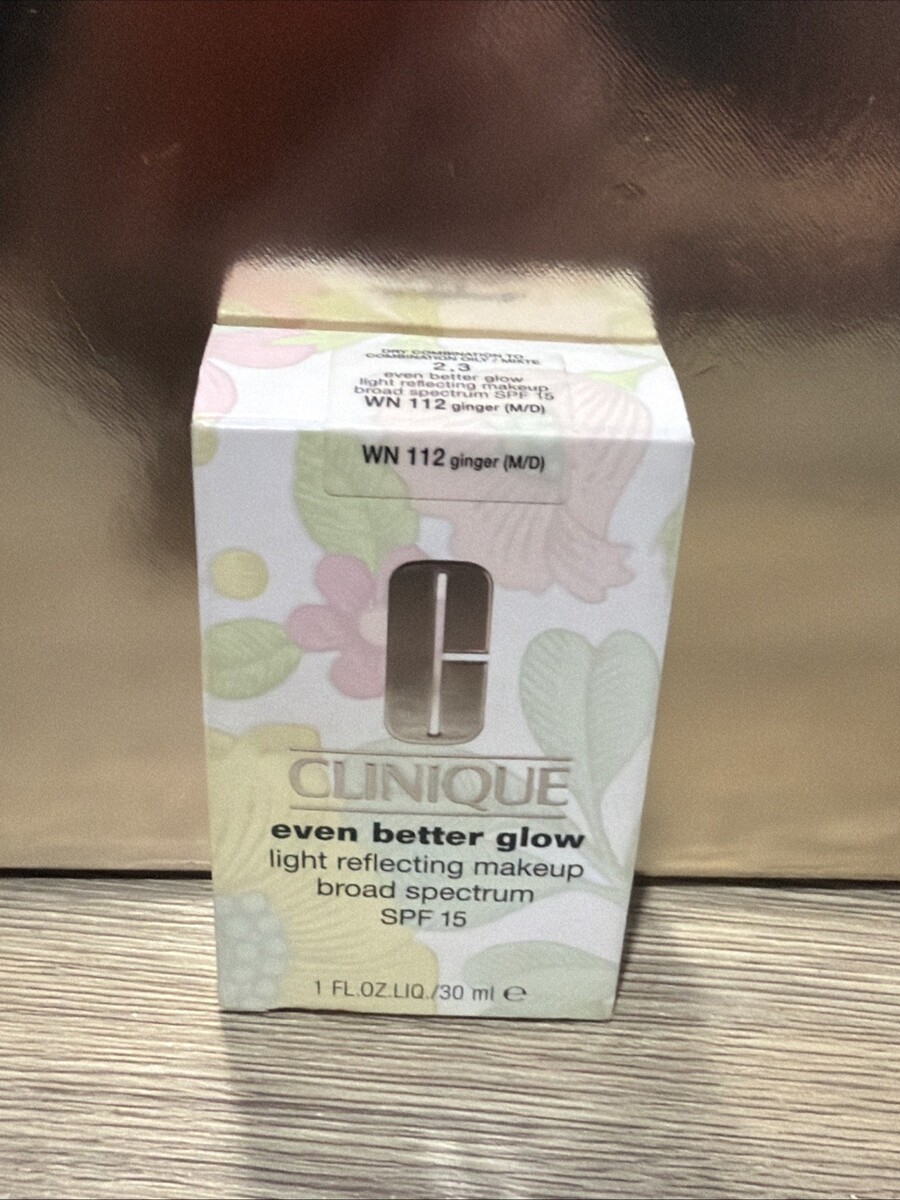 DRY COMBINATION TO
COMBINATION OILY / MIXTE
2,3
even better glow
light reflecting makeup
broad spectrum SPF 15
WN 112 ginger (M/D)
WN 112 ginger (M/D)
CLINIQUE
even better glow
light reflecting makeup
broad spectrum
SPF 15
1 FL.OZ.LIQ./30 ml ℮